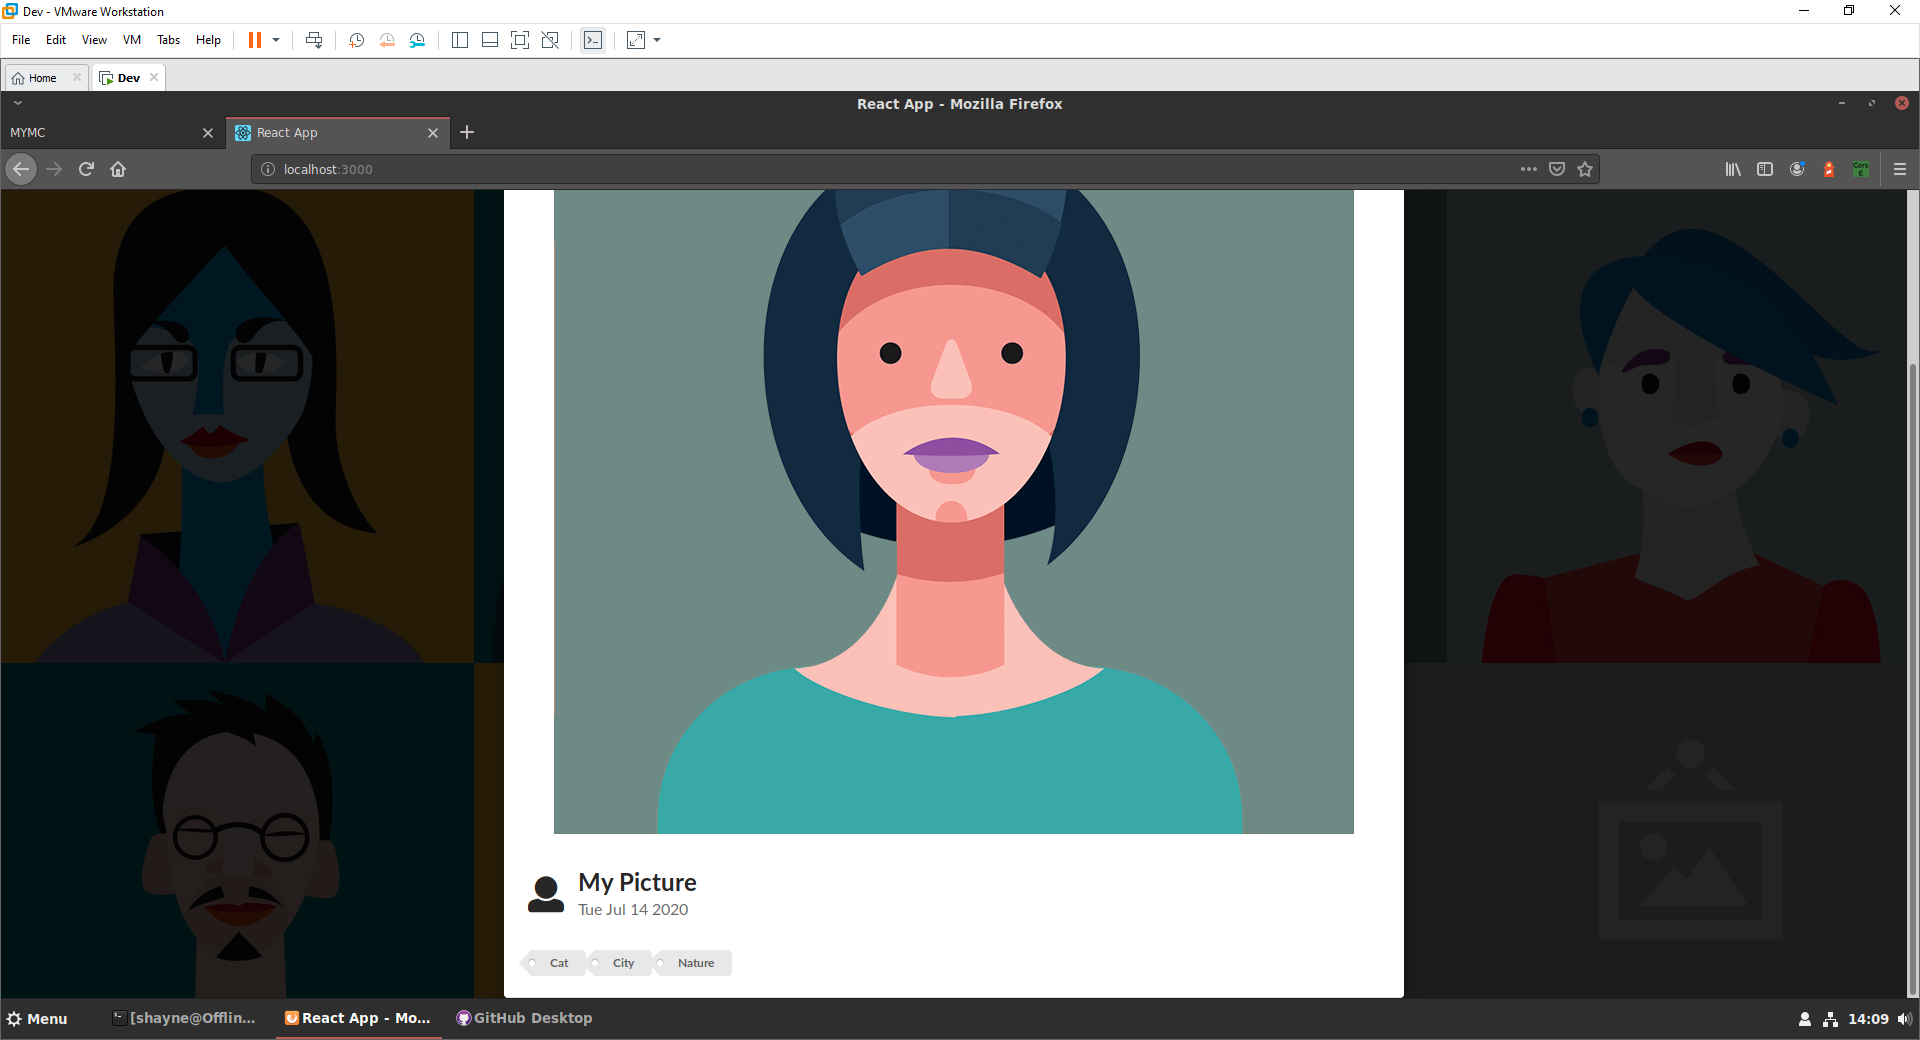 Dev - VMware Workstation
File Edit View VM Tabs Help
Home Dev
React App - Mozilla Firefox
MYMC React App
localhost:3000
Cors
E
My Picture
Tue Jul 14 2020
Cat City Nature
Menu [shayne@Offlin... React App - Mo... GitHub Desktop 14:09